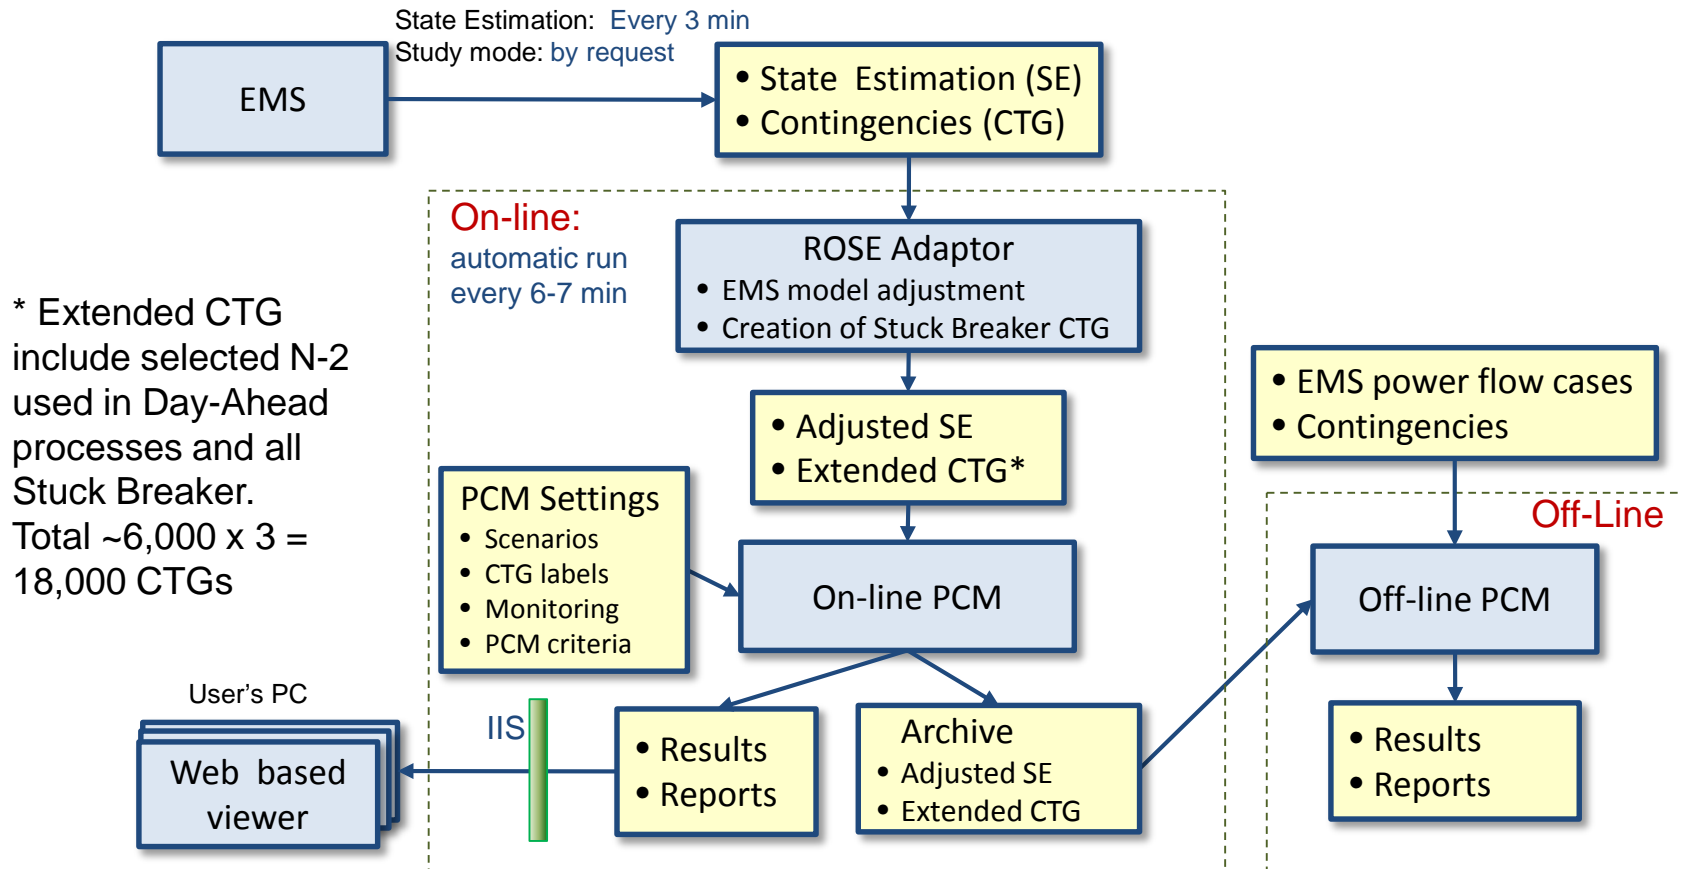 State Estimation: Every 3 min
Study mode: by request
EMS
• State Estimation (SE)
• Contingencies (CTG)
On-line:
automatic run
every 6-7 min
ROSE Adaptor
• EMS model adjustment
• Creation of Stuck Breaker CTG
* Extended CTG
include selected N-2
used in Day-Ahead
processes and all
Stuck Breaker.
Total ~6,000 x 3 =
18,000 CTGs
• Adjusted SE
• Extended CTG*
• EMS power flow cases
• Contingencies
PCM Settings
• Scenarios
• CTG labels
• Monitoring
• PCM criteria
On-line PCM
Off-Line
Off-line PCM
User's PC
Web based
viewer
IIS
• Results
• Reports
Archive
• Adjusted SE
• Extended CTG
• Results
• Reports